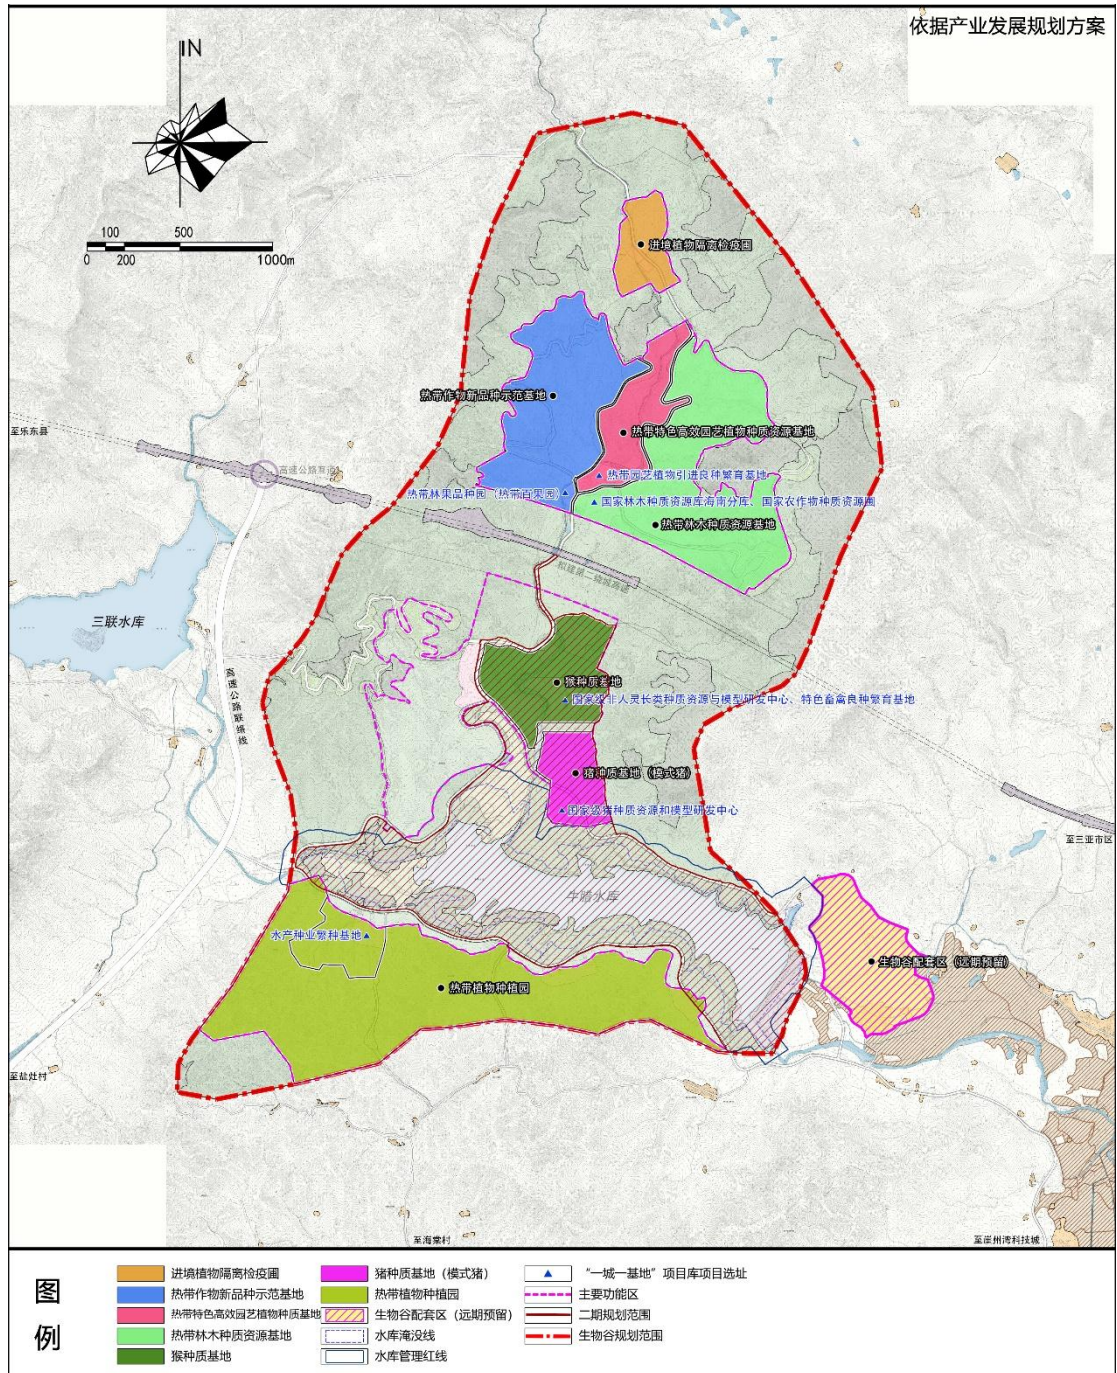 依据产业发展规划方案
N
100 500
0 200 1000m
进境植物隔离检疫圃
热带作物新品种示范基地
热带特色高效园艺植物种质资源基地
至乐东县
高速公路互通
热带园艺植物引进良种繁育基地
热带林果品种园（热带百果园）
国家林木种质资源库海南分库、国家农作物种质资源圃
热带林木种质资源基地
拟建第二绕城高速
三联水库
高速公路联络线
猴种质基地
国家级非人灵长类种质资源与模型研发中心、特色畜禽良种繁育基地
猪种质基地（模式猪）
国家级猪种质资源和模型研发中心
至三亚市区
牛腊水库
水产种业繁种基地
生物谷配套区（远期预留）
热带植物种植园
至盐灶村
至海棠村
至崖州湾科技城
图例
进境植物隔离检疫圃
热带作物新品种示范基地
热带特色高效园艺植物种质基地
热带林木种质资源基地
猴种质基地
猪种质基地（模式猪）
热带植物种植园
生物谷配套区（远期预留）
水库淹没线
水库管理红线
“一城一基地”项目库项目选址
主要功能区
二期规划范围
生物谷规划范围